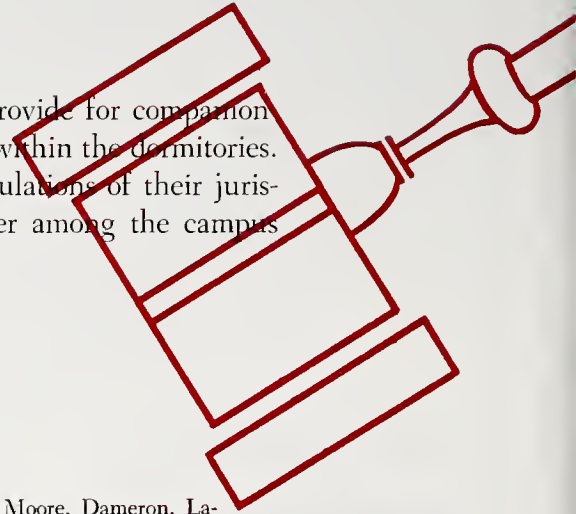 rovide for companion
within the dormitories.
ulations of their juris-
er among the campus
Moore, Dameron, La-